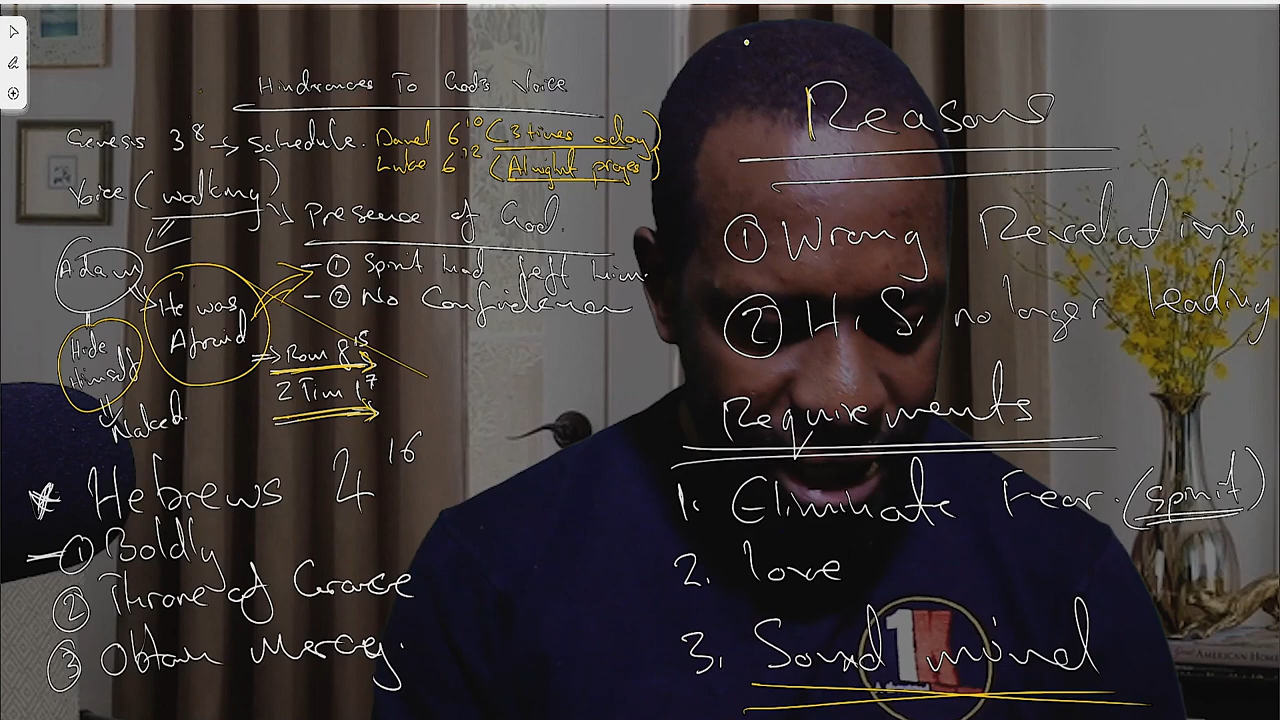 Hindrances To God's Voice
Genesis 3 8 → Schedule. Daniel 6 10 (3 times a day)
Luke 6 12 (All night prayer)
Voice (walking) → Presence of God.
Adam
- ① Spirit had left him.
- ② No Confidence
He was
Afraid
Hide
Himself
Naked.
⇒ Rom 8 15
2 Tim 1 7
* Hebrews 4 16
① Boldly
② Throne of Grace
③ Obtain Mercy.
Reasons
① Wrong Revelations.
② H.S. no longer leading
Requirements
1. Eliminate Fear. (spirit)
2. love
3. Sound mind
1K
AMERICAN HOME